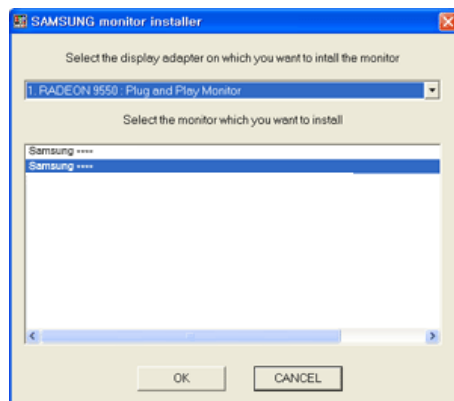 SAMSUNG monitor installer
Select the display adapter on which you want to intall the monitor
1. RADEON 9550 : Plug and Play Monitor
Select the monitor which you want to install
Samsung ----
Samsung ----
OK CANCEL